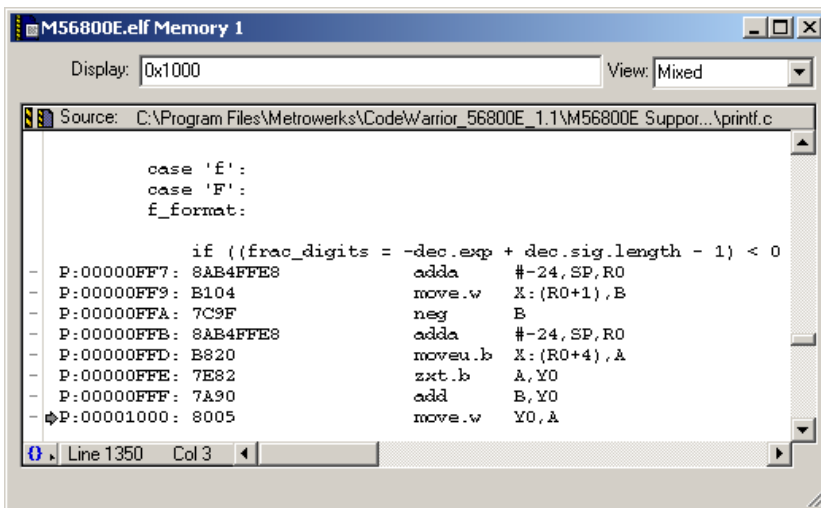 M56800E.elf Memory 1
Display: 0x1000 View: Mixed
Source: C:\Program Files\Metrowerks\CodeWarrior_56800E_1.1\M56800E Suppor...\printf.c
case 'f':
case 'F':
f_format:
if ((frac_digits = -dec.exp + dec.sig.length - 1) < 0
P:00000FF7: 8AB4FFE8 adda #-24,SP,R0
P:00000FF9: B104 move.w X:(R0+1),B
P:00000FFA: 7C9F neg B
P:00000FFB: 8AB4FFE8 adda #-24,SP,R0
P:00000FFD: B820 moveu.b X:(R0+4),A
P:00000FFE: 7E82 zxt.b A,Y0
P:00000FFF: 7A90 add B,Y0
P:00001000: 8005 move.w Y0,A
Line 1350 Col 3